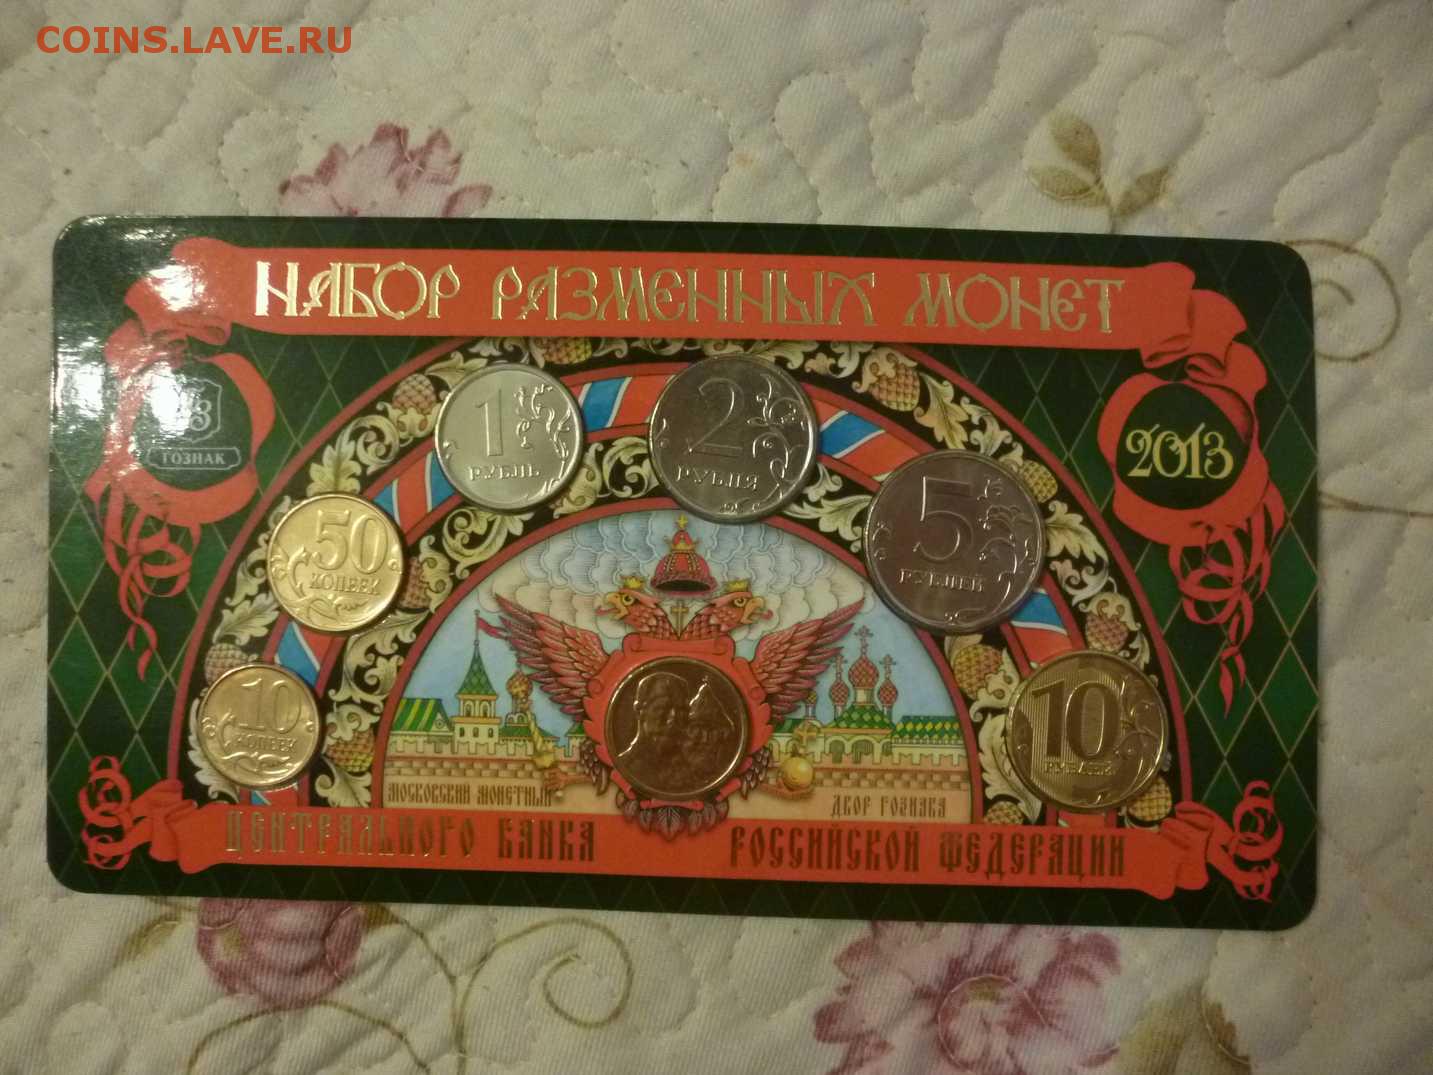 COINS.LAVE.RU
НАБОР РАЗМЕННЫХ МОНЕТ
ГОЗНАК
2013
1
РУБЛЬ
2
РУБЛЯ
5
РУБЛЕЙ
50
КОПЕЕК
10
КОПЕЕК
10
РУБЛЕЙ
МОСКОВСКИЙ МОНЕТНЫЙ
ДВОР ГОЗНАКА
ЦЕНТРАЛЬНОГО БАНКА
РОССИЙСКОЙ ФЕДЕРАЦИИ